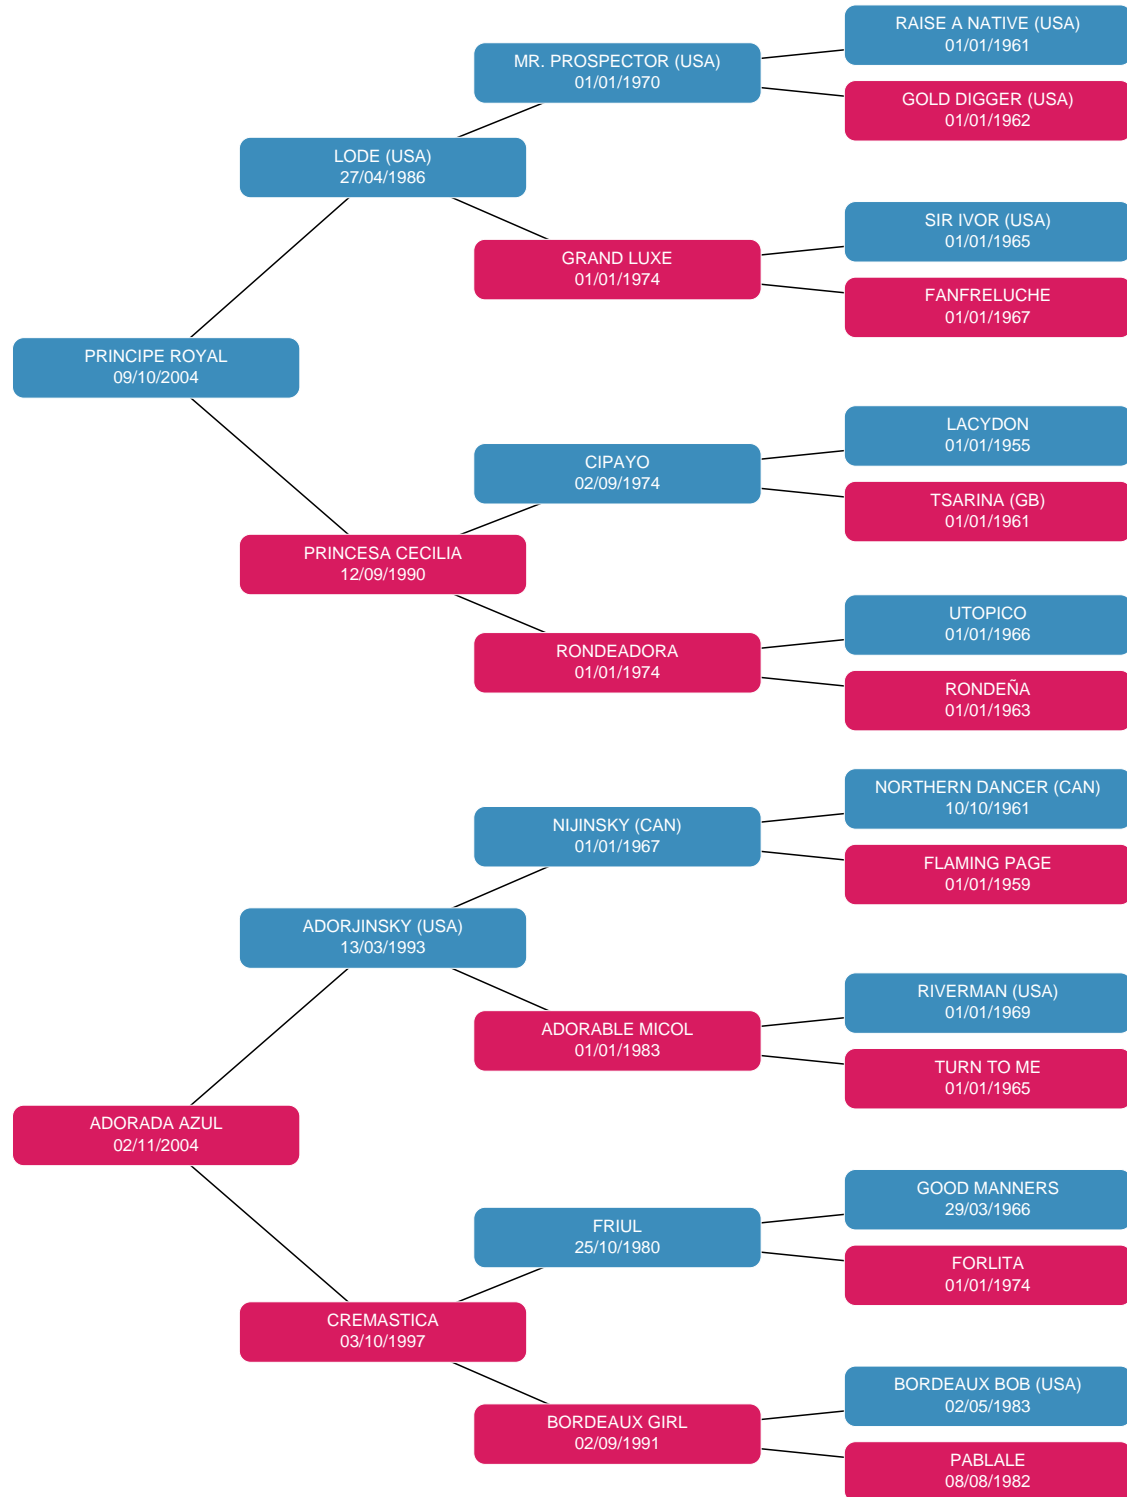 RAISE A NATIVE (USA)
01/01/1961
MR. PROSPECTOR (USA)
01/01/1970
GOLD DIGGER (USA)
01/01/1962
LODE (USA)
27/04/1986
SIR IVOR (USA)
01/01/1965
GRAND LUXE
01/01/1974
FANFRELUCHE
01/01/1967
PRINCIPE ROYAL
09/10/2004
LACYDON
01/01/1955
CIPAYO
02/09/1974
TSARINA (GB)
01/01/1961
PRINCESA CECILIA
12/09/1990
UTOPICO
01/01/1966
RONDEADORA
01/01/1974
RONDEÑA
01/01/1963
NORTHERN DANCER (CAN)
10/10/1961
NIJINSKY (CAN)
01/01/1967
FLAMING PAGE
01/01/1959
ADORJINSKY (USA)
13/03/1993
RIVERMAN (USA)
01/01/1969
ADORABLE MICOL
01/01/1983
TURN TO ME
01/01/1965
ADORADA AZUL
02/11/2004
GOOD MANNERS
29/03/1966
FRIUL
25/10/1980
FORLITA
01/01/1974
CREMASTICA
03/10/1997
BORDEAUX BOB (USA)
02/05/1983
BORDEAUX GIRL
02/09/1991
PABLALE
08/08/1982